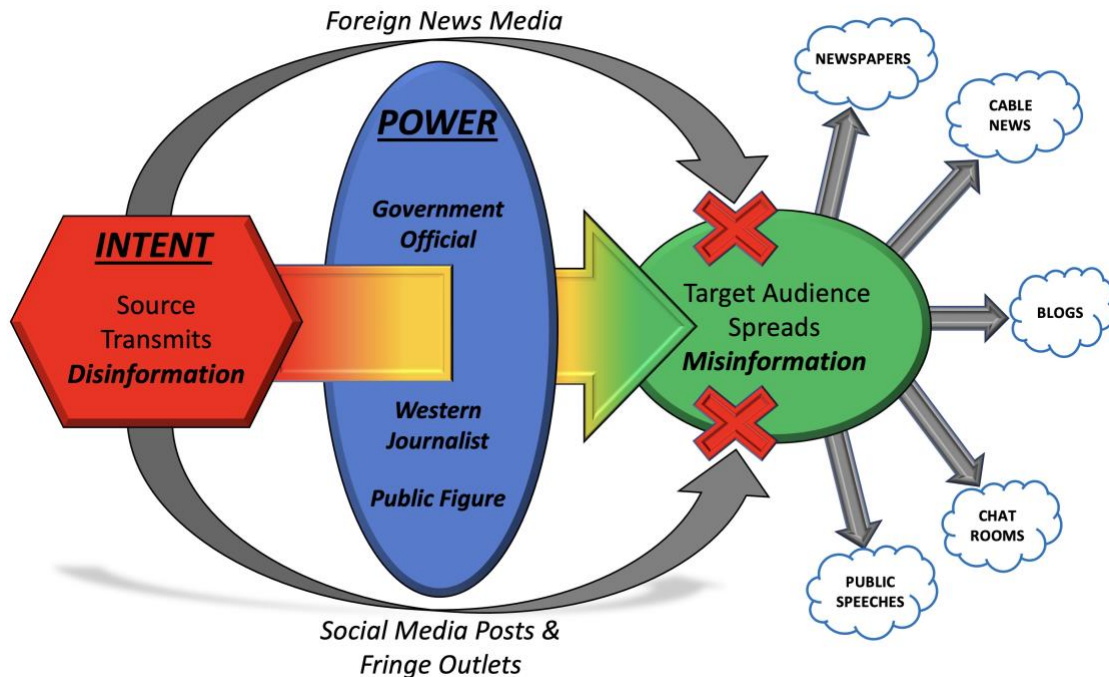 Foreign News Media
INTENT
Source
Transmits
Disinformation
POWER
Government
Official
Western
Journalist
Public Figure
Social Media Posts &
Fringe Outlets
Target Audience
Spreads
Misinformation
NEWSPAPERS
CABLE
NEWS
BLOGS
CHAT
ROOMS
PUBLIC
SPEECHES